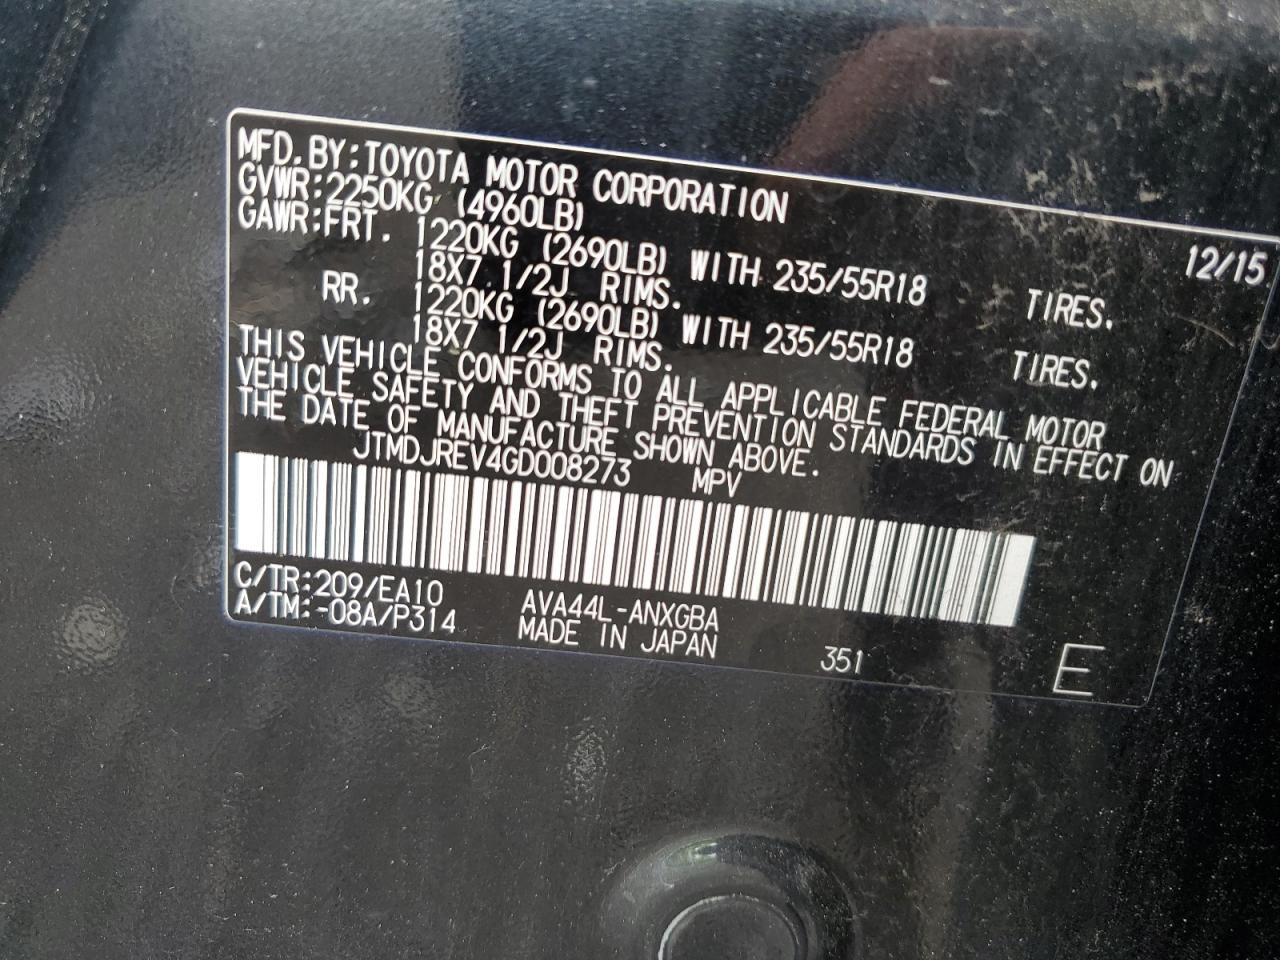 MFD.BY:TOYOTA MOTOR CORPORATION 12/15
GVWR:2250KG (4960LB)
GAWR:FRT. 1220KG (2690LB) WITH 235/55R18 TIRES.
18X7 1/2J RIMS.
RR. 1220KG (2690LB) WITH 235/55R18 TIRES.
18X7 1/2J RIMS.
THIS VEHICLE CONFORMS TO ALL APPLICABLE FEDERAL MOTOR
VEHICLE SAFETY AND THEFT PREVENTION STANDARDS IN EFFECT ON
THE DATE OF MANUFACTURE SHOWN ABOVE.
JTMDJREV4GD008273 MPV
C/TR:209/EA10 AVA44L-ANXGBA
A/TM:-08A/P314 MADE IN JAPAN 351 E